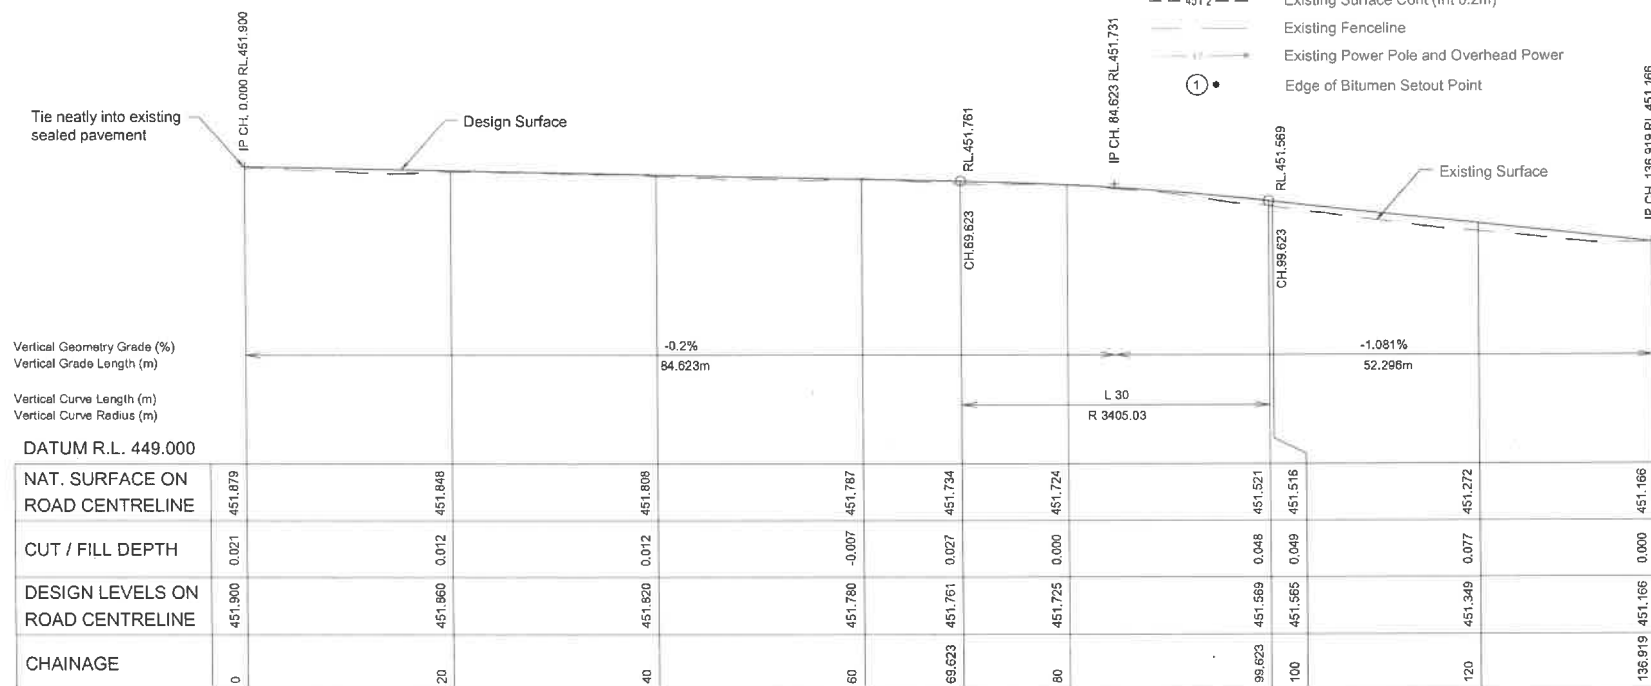 Existing Surface Cont (Int 0.2m)
Existing Fenceline
Existing Power Pole and Overhead Power
1 Edge of Bitumen Setout Point
IP CH. 0.000 RL.451.900
RL.451.761
IP CH. 84.623 RL.451.731
RL.451.569
IP CH. 136.919 RL.451.166
Tie neatly into existing
sealed pavement
Design Surface
Existing Surface
CH.69.623
CH.99.623
Vertical Geometry Grade (%) -0.2% -1.081%
Vertical Grade Length (m) 84.623m 52.296m
Vertical Curve Length (m) L 30
Vertical Curve Radius (m) R 3405.03
DATUM R.L. 449.000
NAT. SURFACE ON
ROAD CENTRELINE
451.879 451.848 451.808 451.787 451.734 451.724 451.521 451.516 451.272 451.166
CUT / FILL DEPTH
0.021 0.012 0.012 -0.007 0.027 0.000 0.048 0.049 0.077 0.000
DESIGN LEVELS ON
ROAD CENTRELINE
451.900 451.860 451.820 451.780 451.761 451.725 451.569 451.565 451.349 451.166
CHAINAGE
0 20 40 60 69.623 80 99.623 100 120 136.919